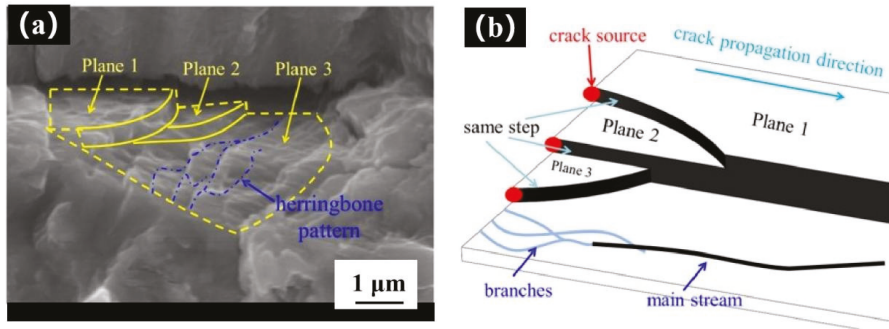 (a)
Plane 1
Plane 2
Plane 3
herringbone
pattern
1 μm
(b)
crack source
crack propagation direction
same step
Plane 1
Plane 2
Plane 3
branches
main stream